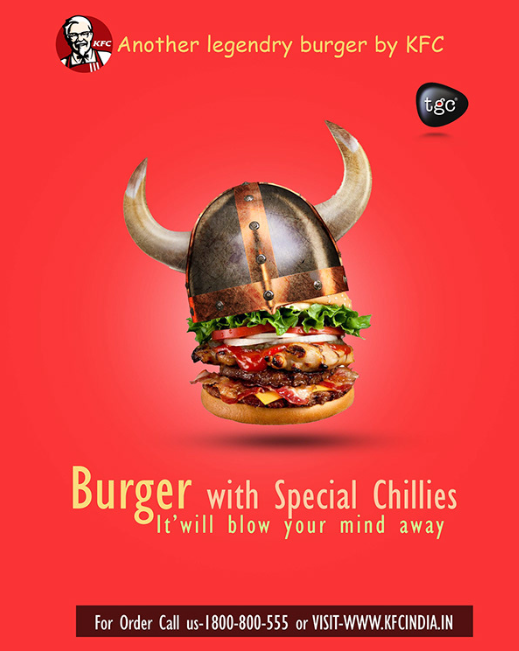 KFC
Another legendry burger by KFC
tgc
Burger with Special Chillies
It'will blow your mind away
For Order Call us-1800-800-555 or VISIT-WWW.KFCINDIA.IN